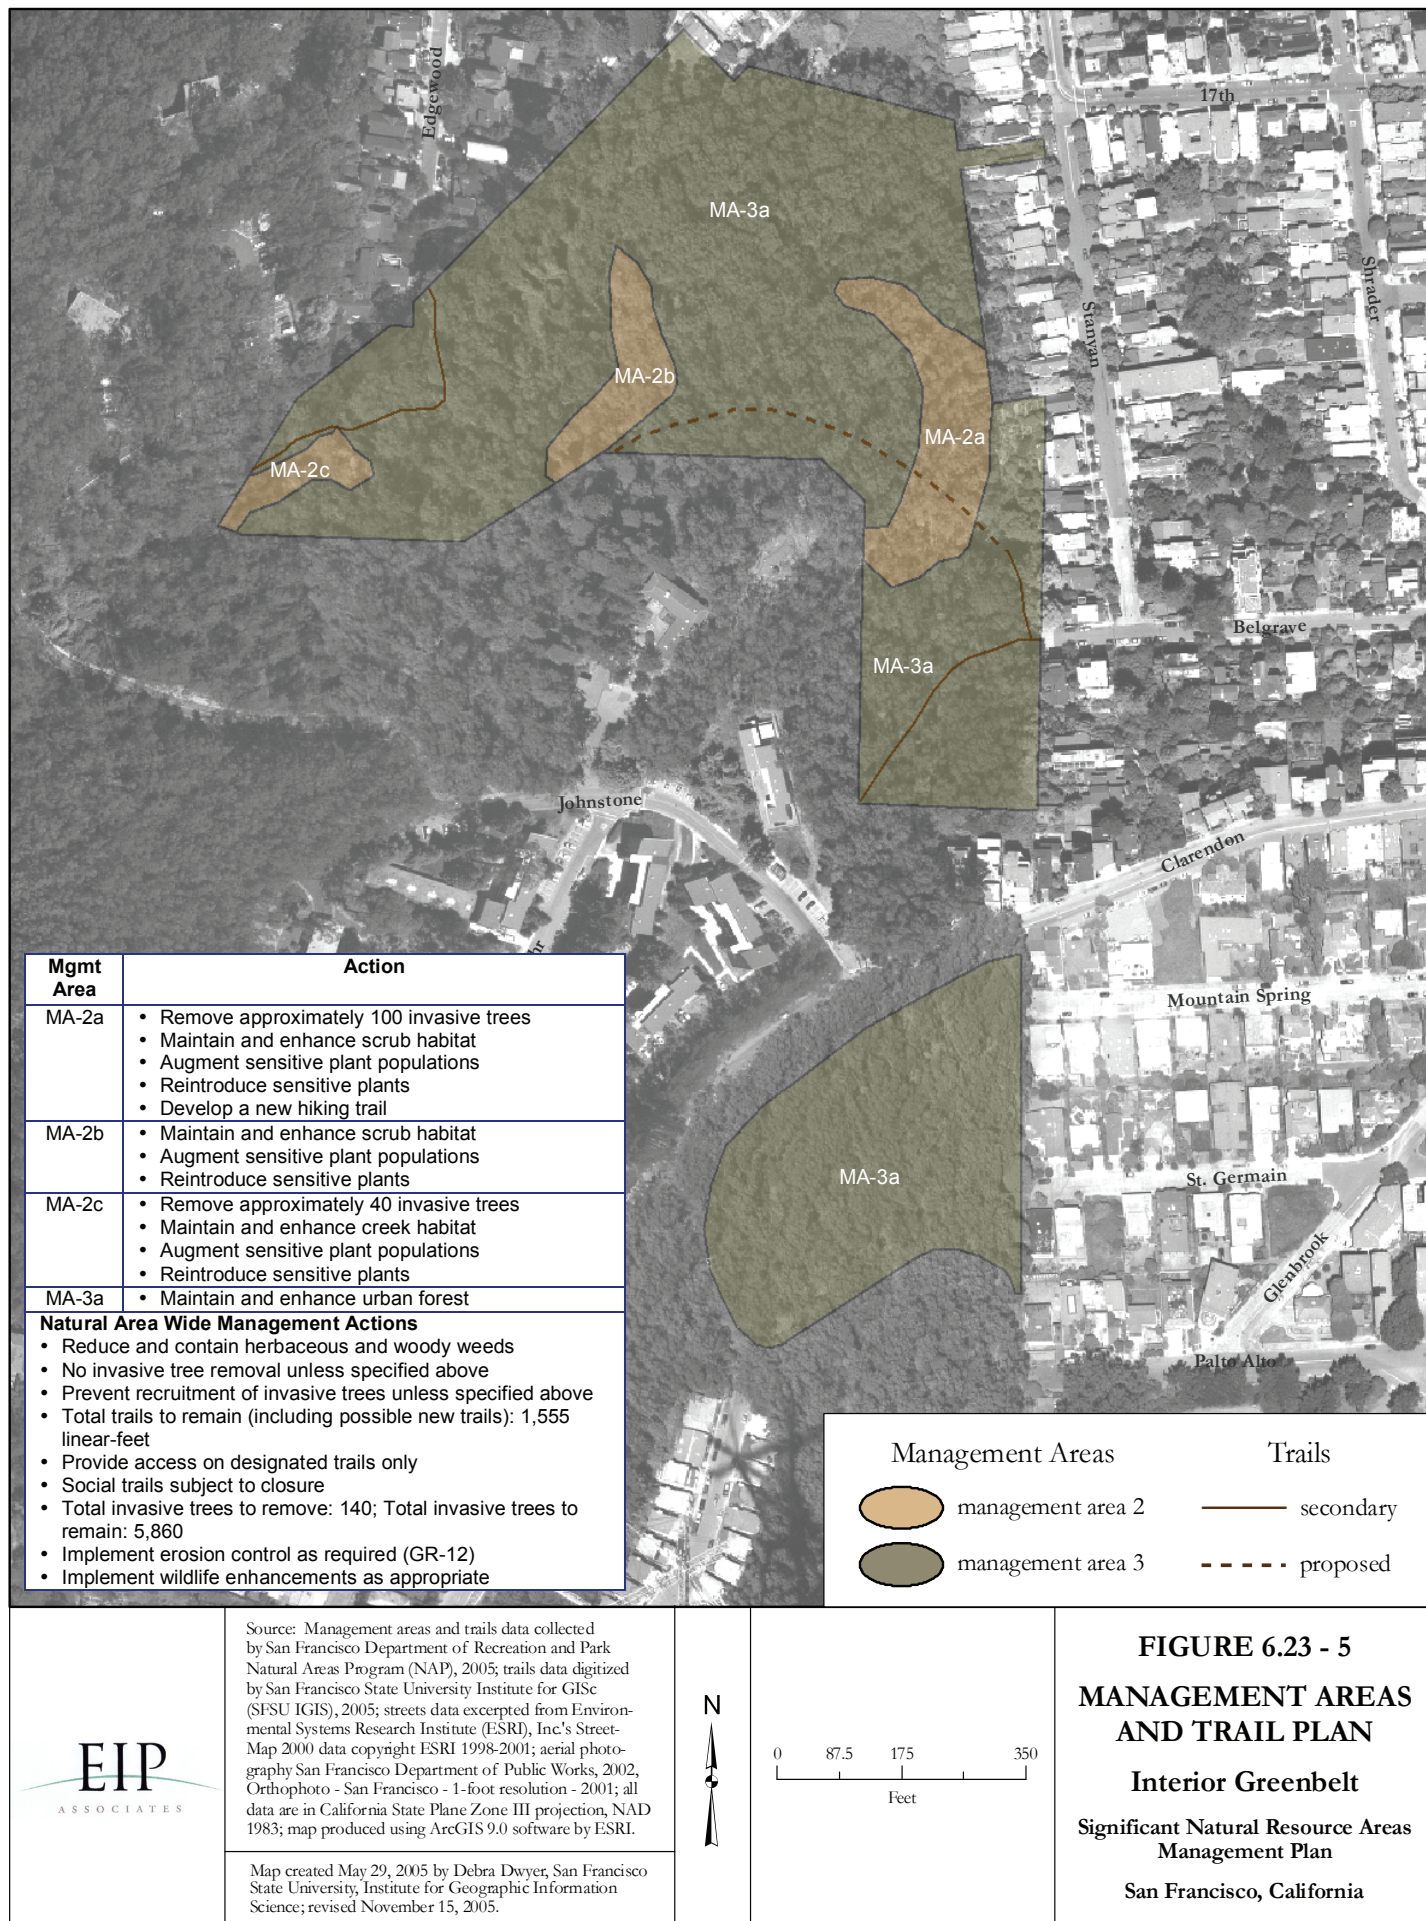 Edgewood
17th
MA-3a
Shrader
Stanyan
MA-2b
MA-2a
MA-2c
Belgrave
MA-3a
Johnstone
Clarendon
hr
Mountain Spring
MA-3a
St. Germain
Glenbrook
Palto Alto
Mgmt Area
Action
MA-2a
• Remove approximately 100 invasive trees
• Maintain and enhance scrub habitat
• Augment sensitive plant populations
• Reintroduce sensitive plants
• Develop a new hiking trail
MA-2b
• Maintain and enhance scrub habitat
• Augment sensitive plant populations
• Reintroduce sensitive plants
MA-2c
• Remove approximately 40 invasive trees
• Maintain and enhance creek habitat
• Augment sensitive plant populations
• Reintroduce sensitive plants
MA-3a
• Maintain and enhance urban forest
Natural Area Wide Management Actions
• Reduce and contain herbaceous and woody weeds
• No invasive tree removal unless specified above
• Prevent recruitment of invasive trees unless specified above
• Total trails to remain (including possible new trails): 1,555
linear-feet
• Provide access on designated trails only
• Social trails subject to closure
• Total invasive trees to remove: 140; Total invasive trees to
remain: 5,860
• Implement erosion control as required (GR-12)
• Implement wildlife enhancements as appropriate
Management Areas
management area 2
management area 3
Trails
secondary
proposed
EIP
ASSOCIATES
Source: Management areas and trails data collected
by San Francisco Department of Recreation and Park
Natural Areas Program (NAP), 2005; trails data digitized
by San Francisco State University Institute for GISc
(SFSU IGIS), 2005; streets data excerpted from Environ-
mental Systems Research Institute (ESRI), Inc.'s Street-
Map 2000 data copyright ESRI 1998-2001; aerial photo-
graphy San Francisco Department of Public Works, 2002,
Orthophoto - San Francisco - 1-foot resolution - 2001; all
data are in California State Plane Zone III projection, NAD
1983; map produced using ArcGIS 9.0 software by ESRI.
Map created May 29, 2005 by Debra Dwyer, San Francisco
State University, Institute for Geographic Information
Science; revised November 15, 2005.
N
0 87.5 175 350
Feet
FIGURE 6.23 - 5
MANAGEMENT AREAS
AND TRAIL PLAN
Interior Greenbelt
Significant Natural Resource Areas
Management Plan
San Francisco, California